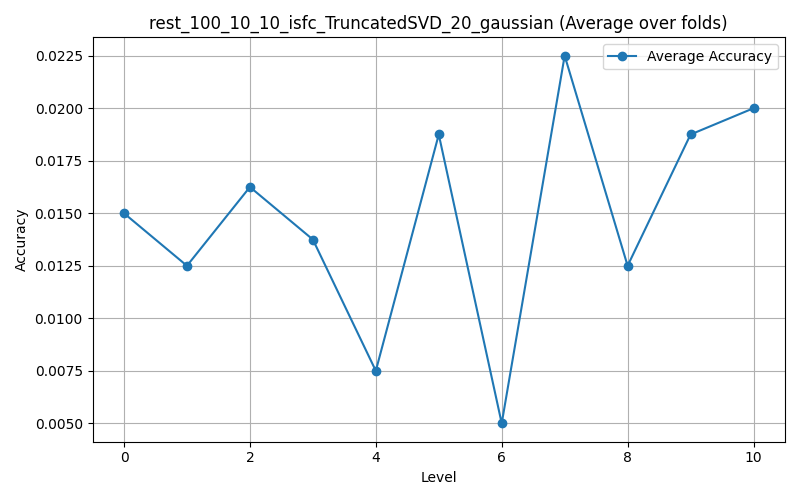 rest_100_10_10_isfc_TruncatedSVD_20_gaussian (Average over folds)
Average Accuracy
0.0225
0.0200
0.0175
0.0150
0.0125
0.0100
0.0075
0.0050
Accuracy
0 2 4 6 8 10
Level